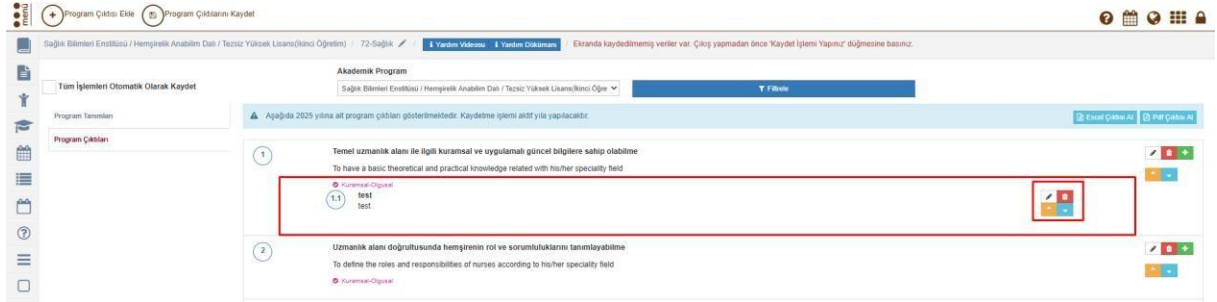 menü
Program Çıktısı Ekle Program Çıktılarını Kaydet
Sağlık Bilimleri Enstitüsü / Hemşirelik Anabilim Dalı / Tezsiz Yüksek Lisans(İkinci Öğretim) / 72-Sağlık / Yardım Videosu Yardım Dökümanı / Ekranda kaydedilmemiş veriler var. Çıkış yapmadan önce 'Kaydet İşlemi Yapınız' düğmesine basınız.
Akademik Program
Tüm İşlemleri Otomatik Olarak Kaydet
Sağlık Bilimleri Enstitüsü / Hemşirelik Anabilim Dalı / Tezsiz Yüksek Lisans(İkinci Öğre
Filtrele
Program Tanımları
Aşağıda 2025 yılına ait program çıktıları gösterilmektedir. Kaydetme işlemi aktif yıla yapılacaktır.
Excel Çıktısı Al Pdf Çıktısı Al
Program Çıktıları
1
Temel uzmanlık alanı ile ilgili kuramsal ve uygulamalı güncel bilgilere sahip olabilme
To have a basic theoretical and practical knowledge related with his/her speciality field
Kuramsal-Olgusal
1.1
test
test
2
Uzmanlık alanı doğrultusunda hemşirenin rol ve sorumluluklarını tanımlayabilme
To define the roles and responsibilities of nurses according to his/her speciality field
Kuramsal-Olgusal